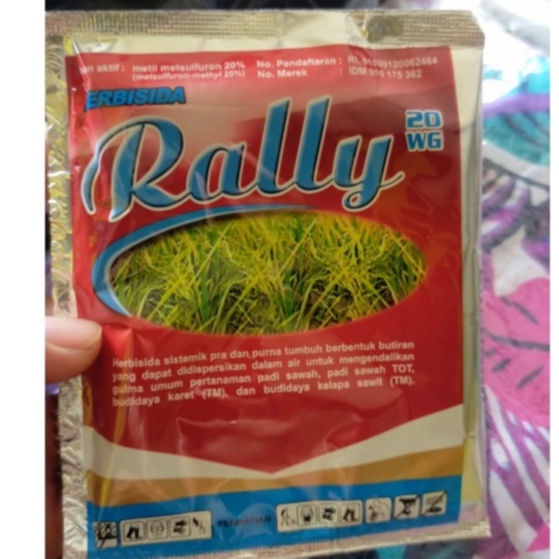 an aktif : metil metsulfuron 20%
(metsulfuron-methyl 20%)
No. Pendaftaran : RI. 01030120062464
No. Merek : IDM 000 175 362
ERBISIDA
Rally
20
WG
Herbisida sistemik pra dan purna tumbuh berbentuk butiran
yang dapat didispersikan dalam air untuk mengendalikan
gulma umum pertanaman padi sawah, padi sawah TOT,
budidaya karet (TM), dan budidaya kelapa sawit (TM).
PERHATIAN